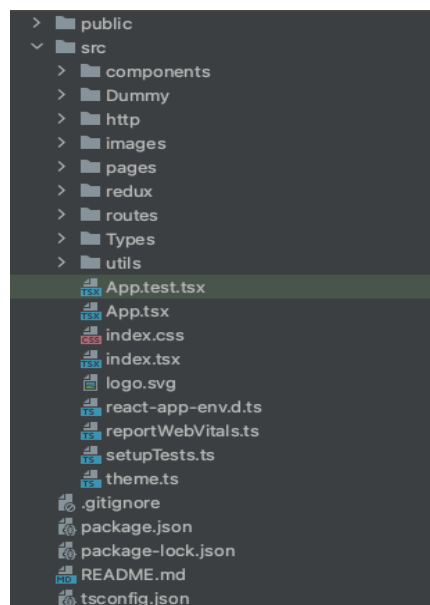 public
src
components
Dummy
http
images
pages
redux
routes
Types
utils
App.test.tsx
App.tsx
index.css
index.tsx
logo.svg
react-app-env.d.ts
reportWebVitals.ts
setupTests.ts
theme.ts
.gitignore
package.json
package-lock.json
README.md
tsconfig.json